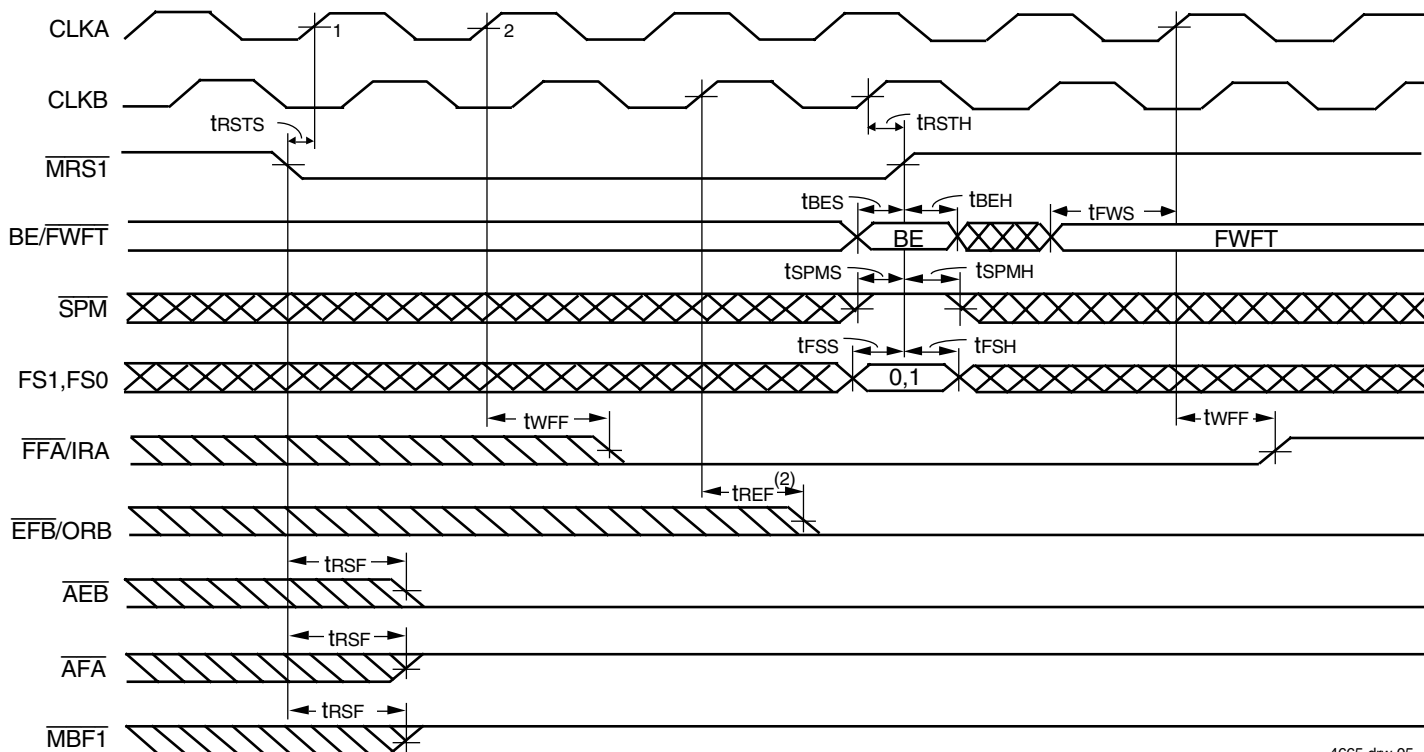 CLKA
1
2
CLKB
tRSTS
tRSTH
MRS1
tBES
tBEH
tFWS
BE/FWFT
BE
FWFT
tSPMS
tSPMH
SPM
tFSS
tFSH
FS1,FS0
0,1
tWFF
tWFF
FFA/IRA
tREF(2)
EFB/ORB
tRSF
AEB
tRSF
AFA
tRSF
MBF1